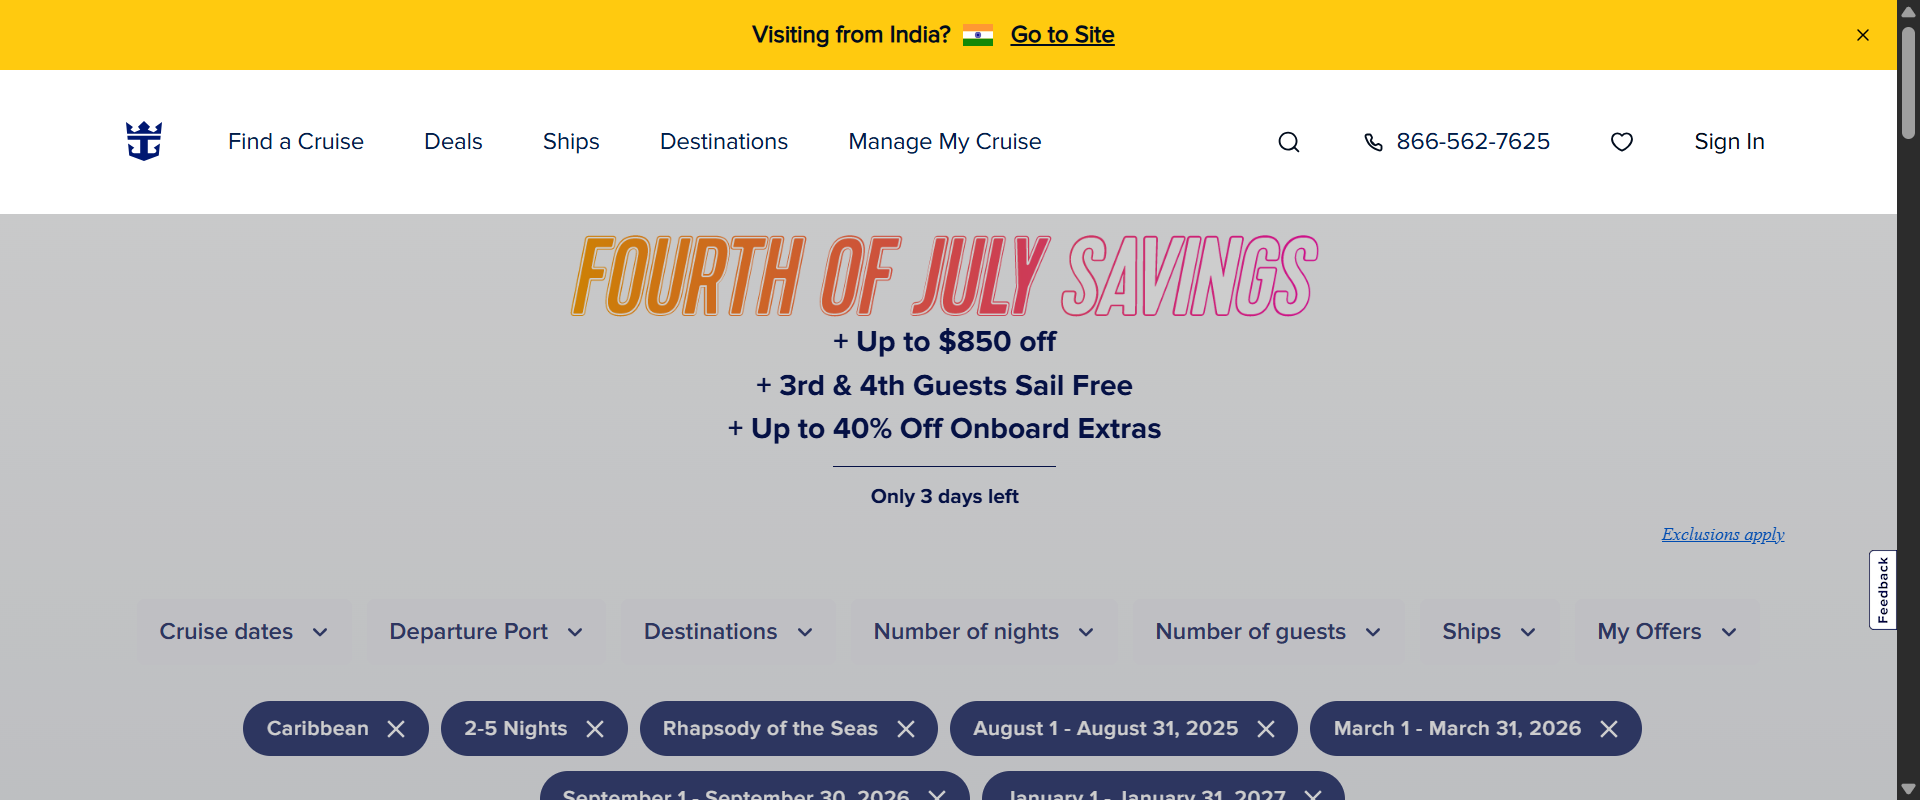 Visiting from India? Go to Site
Find a Cruise Deals Ships Destinations Manage My Cruise 866-562-7625 Sign In
FOURTH OF JULY SAVINGS
+ Up to $850 off
+ 3rd & 4th Guests Sail Free
+ Up to 40% Off Onboard Extras
Only 3 days left
Exclusions apply
Feedback
Cruise dates Departure Port Destinations Number of nights Number of guests Ships My Offers
Caribbean 2-5 Nights Rhapsody of the Seas August 1 - August 31, 2025 March 1 - March 31, 2026
September 1 - September 30, 2026 January 1 - January 31, 2027